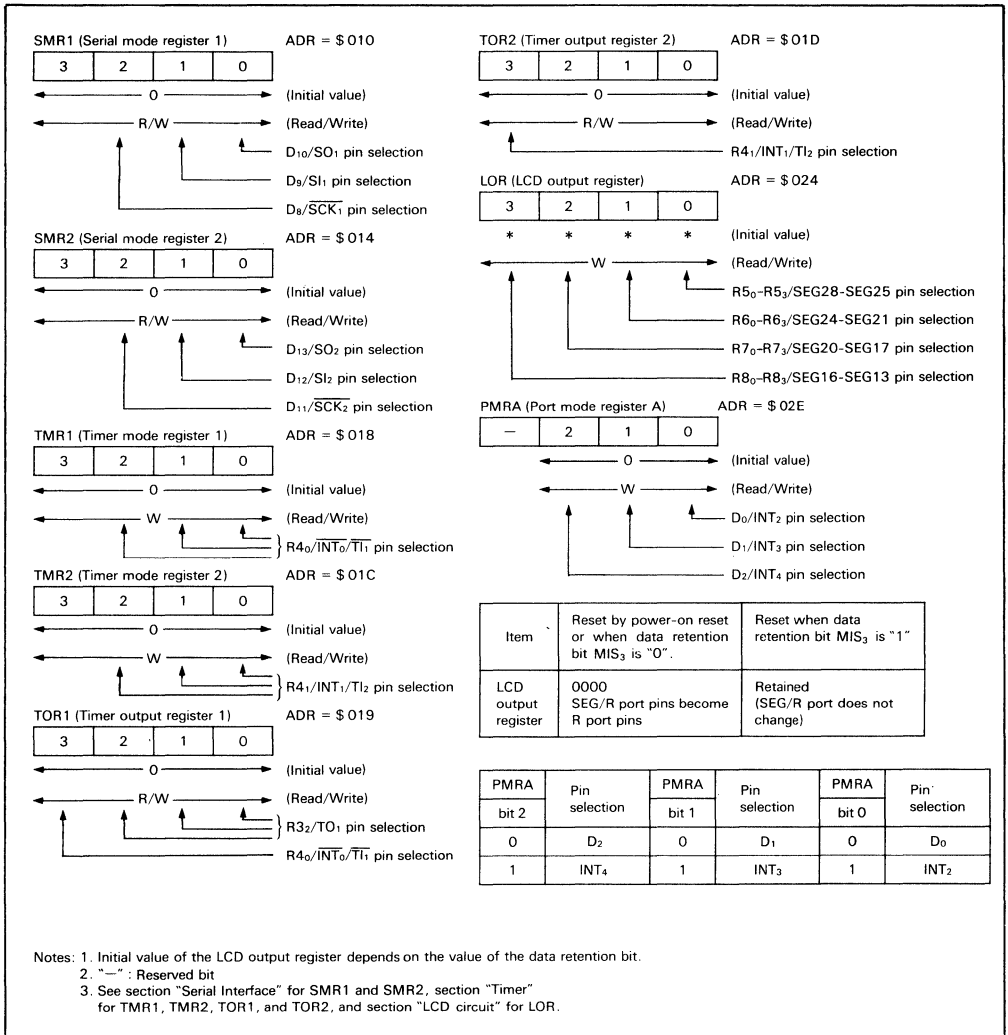 SMR1 (Serial mode register 1) ADR = $010
3 2 1 0
0 (Initial value)
R/W (Read/Write)
D₁₀/SO₁ pin selection
D₉/SI₁ pin selection
D₈/S̅C̅K̅₁̅ pin selection
SMR2 (Serial mode register 2) ADR = $014
3 2 1 0
0 (Initial value)
R/W (Read/Write)
D₁₃/SO₂ pin selection
D₁₂/SI₂ pin selection
D₁₁/S̅C̅K̅₂̅ pin selection
TMR1 (Timer mode register 1) ADR = $018
3 2 1 0
0 (Initial value)
W (Read/Write)
R4₀/I̅N̅T̅₀̅/T̅I̅₁̅ pin selection
TMR2 (Timer mode register 2) ADR = $01C
3 2 1 0
0 (Initial value)
W (Read/Write)
R4₁/INT₁/TI₂ pin selection
TOR1 (Timer output register 1) ADR = $019
3 2 1 0
0 (Initial value)
R/W (Read/Write)
R3₂/TO₁ pin selection
R4₀/I̅N̅T̅₀̅/T̅I̅₁̅ pin selection
TOR2 (Timer output register 2) ADR = $01D
3 2 1 0
0 (Initial value)
R/W (Read/Write)
R4₁/INT₁/TI₂ pin selection
LOR (LCD output register) ADR = $024
3 2 1 0
* * * * (Initial value)
W (Read/Write)
R5₀-R5₃/SEG28-SEG25 pin selection
R6₀-R6₃/SEG24-SEG21 pin selection
R7₀-R7₃/SEG20-SEG17 pin selection
R8₀-R8₃/SEG16-SEG13 pin selection
PMRA (Port mode register A) ADR = $02E
— 2 1 0
0 (Initial value)
W (Read/Write)
D₀/INT₂ pin selection
D₁/INT₃ pin selection
D₂/INT₄ pin selection
Item
Reset by power-on reset
or when data retention
bit MIS₃ is "0".
Reset when data
retention bit MIS₃ is "1"
LCD
output
register
0000
SEG/R port pins become
R port pins
Retained
(SEG/R port does not
change)
PMRA Pin PMRA Pin PMRA Pin
bit 2 selection bit 1 selection bit 0 selection
0 D₂ 0 D₁ 0 D₀
1 INT₄ 1 INT₃ 1 INT₂
Notes: 1. Initial value of the LCD output register depends on the value of the data retention bit.
2. "—" : Reserved bit
3. See section "Serial Interface" for SMR1 and SMR2, section "Timer"
for TMR1, TMR2, TOR1, and TOR2, and section "LCD circuit" for LOR.